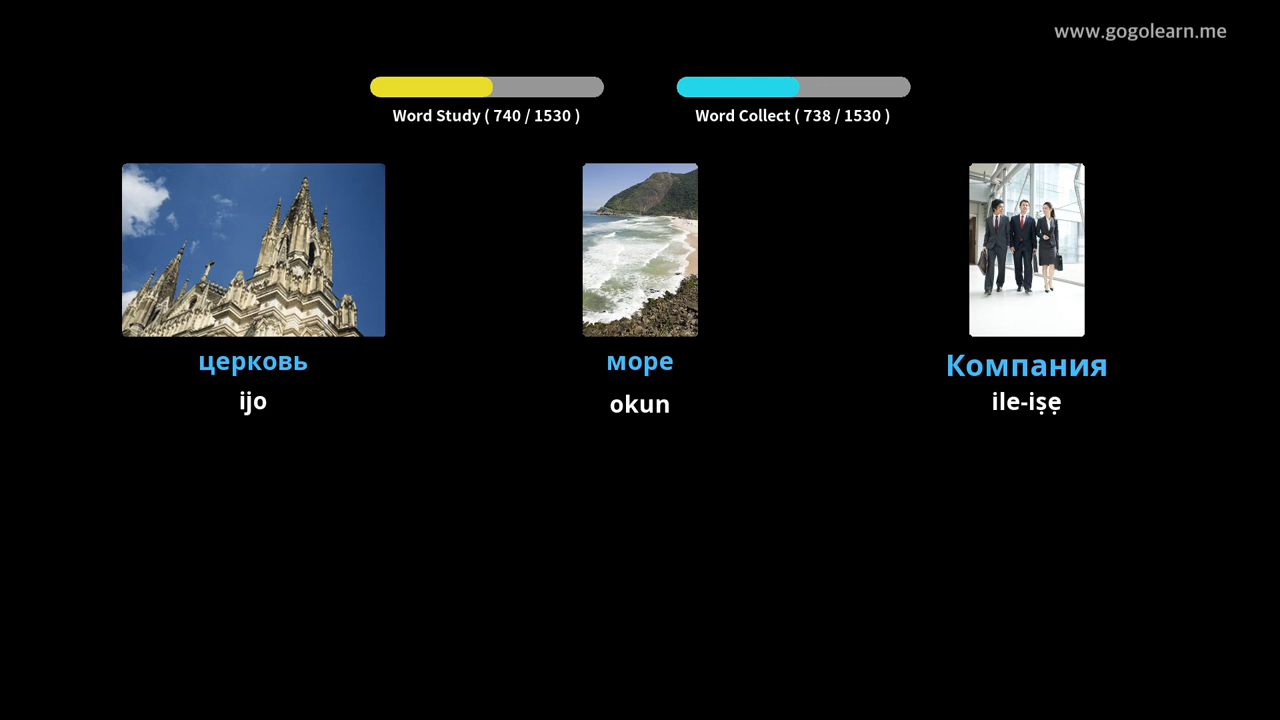 www.gogolearn.me
Word Study ( 740 / 1530 )
Word Collect ( 738 / 1530 )
церковь
море
Компания
ijo
okun
ile-iṣẹ